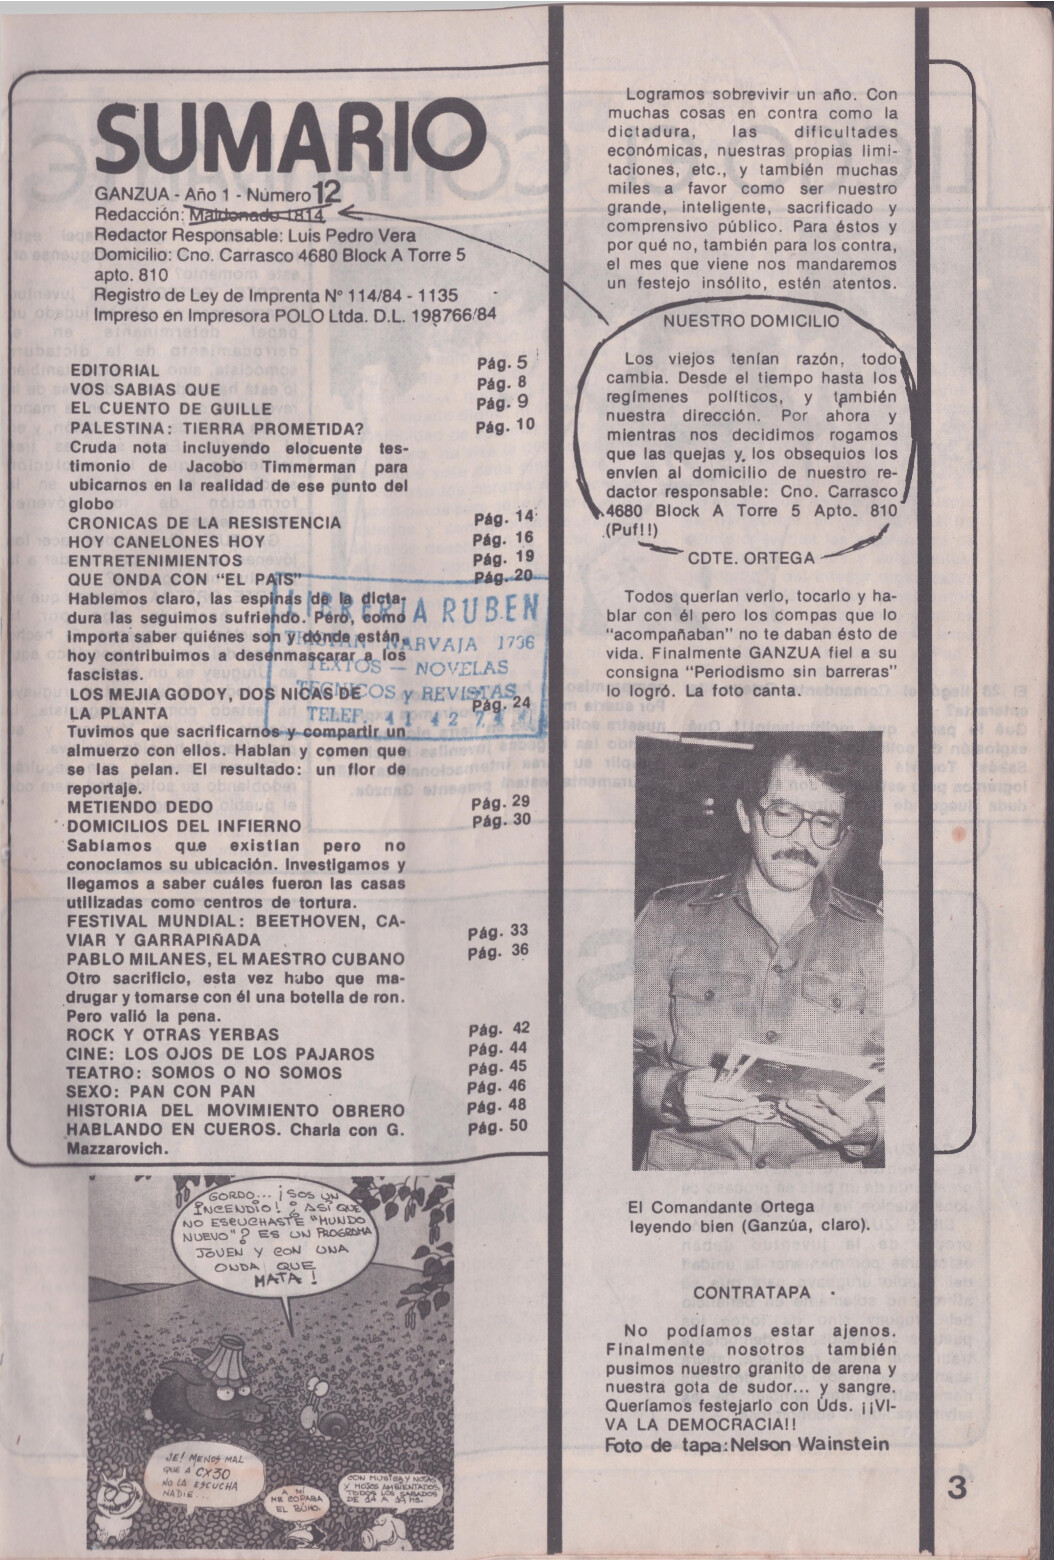 SUMARIO
GANZUA - Año 1 - Número 12
Redacción: Maldonado 1814
Redactor Responsable: Luis Pedro Vera
Domicilio: Cno. Carrasco 4680 Block A Torre 5
apto. 810
Registro de Ley de Imprenta Nº 114/84 - 1135
Impreso en Impresora POLO Ltda. D.L. 198766/84
EDITORIAL Pág. 5
VOS SABIAS QUE Pág. 8
EL CUENTO DE GUILLE Pág. 9
PALESTINA: TIERRA PROMETIDA? Pág. 10
Cruda nota incluyendo elocuente tes-
timonio de Jacobo Timmerman para
ubicarnos en la realidad de ese punto del
globo
CRONICAS DE LA RESISTENCIA Pág. 14
HOY CANELONES HOY Pág. 16
ENTRETENIMIENTOS Pág. 19
QUE ONDA CON "EL PAIS" Pág. 20
Hablemos claro, las espinas de la dicta-
dura las seguimos sufriendo. Pero, como
importa saber quiénes son y dónde están,
hoy contribuimos a desenmascarar a los
fascistas.
LOS MEJIA GODOY, DOS NICAS DE
LA PLANTA Pág. 24
Tuvimos que sacrificarnos y compartir un
almuerzo con ellos. Hablan y comen que
se las pelan. El resultado: un flor de
reportaje.
METIENDO DEDO Pág. 29
DOMICILIOS DEL INFIERNO Pág. 30
Sabíamos que existían pero no
conocíamos su ubicación. Investigamos y
llegamos a saber cuáles fueron las casas
utilizadas como centros de tortura.
FESTIVAL MUNDIAL: BEETHOVEN, CA-
VIAR Y GARRAPIÑADA Pág. 33
PABLO MILANES, EL MAESTRO CUBANO Pág. 36
Otro sacrificio, esta vez hubo que ma-
drugar y tomarse con él una botella de ron.
Pero valió la pena.
ROCK Y OTRAS YERBAS Pág. 42
CINE: LOS OJOS DE LOS PAJAROS Pág. 44
TEATRO: SOMOS O NO SOMOS Pág. 45
SEXO: PAN CON PAN Pág. 46
HISTORIA DEL MOVIMIENTO OBRERO Pág. 48
HABLANDO EN CUEROS. Charla con G. Pág. 50
Mazzarovich.
LIBRERIA RUBEN
TRISTAN NARVAJA 1736
TEXTOS — NOVELAS
TECNICOS y REVISTAS
TELEF. 41 42 7
GORDO... ¡SOS UN
INCENDIO! ¿ASÍ QUE
NO ESCUCHASTE "MUNDO
NUEVO"? ES UN PROGRAMA
JOVEN Y CON UNA
ONDA QUE
MATA!
JE! MENOS MAL
QUE A CX30
NO LA ESCUCHA
NADIE...
A MÍ
ME COPABA
EL BÚHO.
CON MUSICA Y NOTAS
TODOS LOS SABADOS
DE 14 A 17 HS.
Logramos sobrevivir un año. Con
muchas cosas en contra como la
dictadura, las dificultades
económicas, nuestras propias limi-
taciones, etc., y también muchas
miles a favor como ser nuestro
grande, inteligente, sacrificado y
comprensivo público. Para éstos y
por qué no, también para los contra,
el mes que viene nos mandaremos
un festejo insólito, estén atentos.
NUESTRO DOMICILIO
Los viejos tenían razón, todo
cambia. Desde el tiempo hasta los
regímenes políticos, y también
nuestra dirección. Por ahora y
mientras nos decidimos rogamos
que las quejas y los obsequios los
envíen al domicilio de nuestro re-
dactor responsable: Cno. Carrasco
4680 Block A Torre 5 Apto. 810
(Puf!!)
CDTE. ORTEGA
Todos querían verlo, tocarlo y ha-
blar con él pero los compas que lo
"acompañaban" no te daban ésto de
vida. Finalmente GANZUA fiel a su
consigna "Periodismo sin barreras"
lo logró. La foto canta.
El Comandante Ortega
leyendo bien (Ganzúa, claro).
CONTRATAPA
No podíamos estar ajenos.
Finalmente nosotros también
pusimos nuestro granito de arena y
nuestra gota de sudor... y sangre.
Queríamos festejarlo con Uds. ¡¡VI-
VA LA DEMOCRACIA!!
Foto de tapa: Nelson Wainstein
3